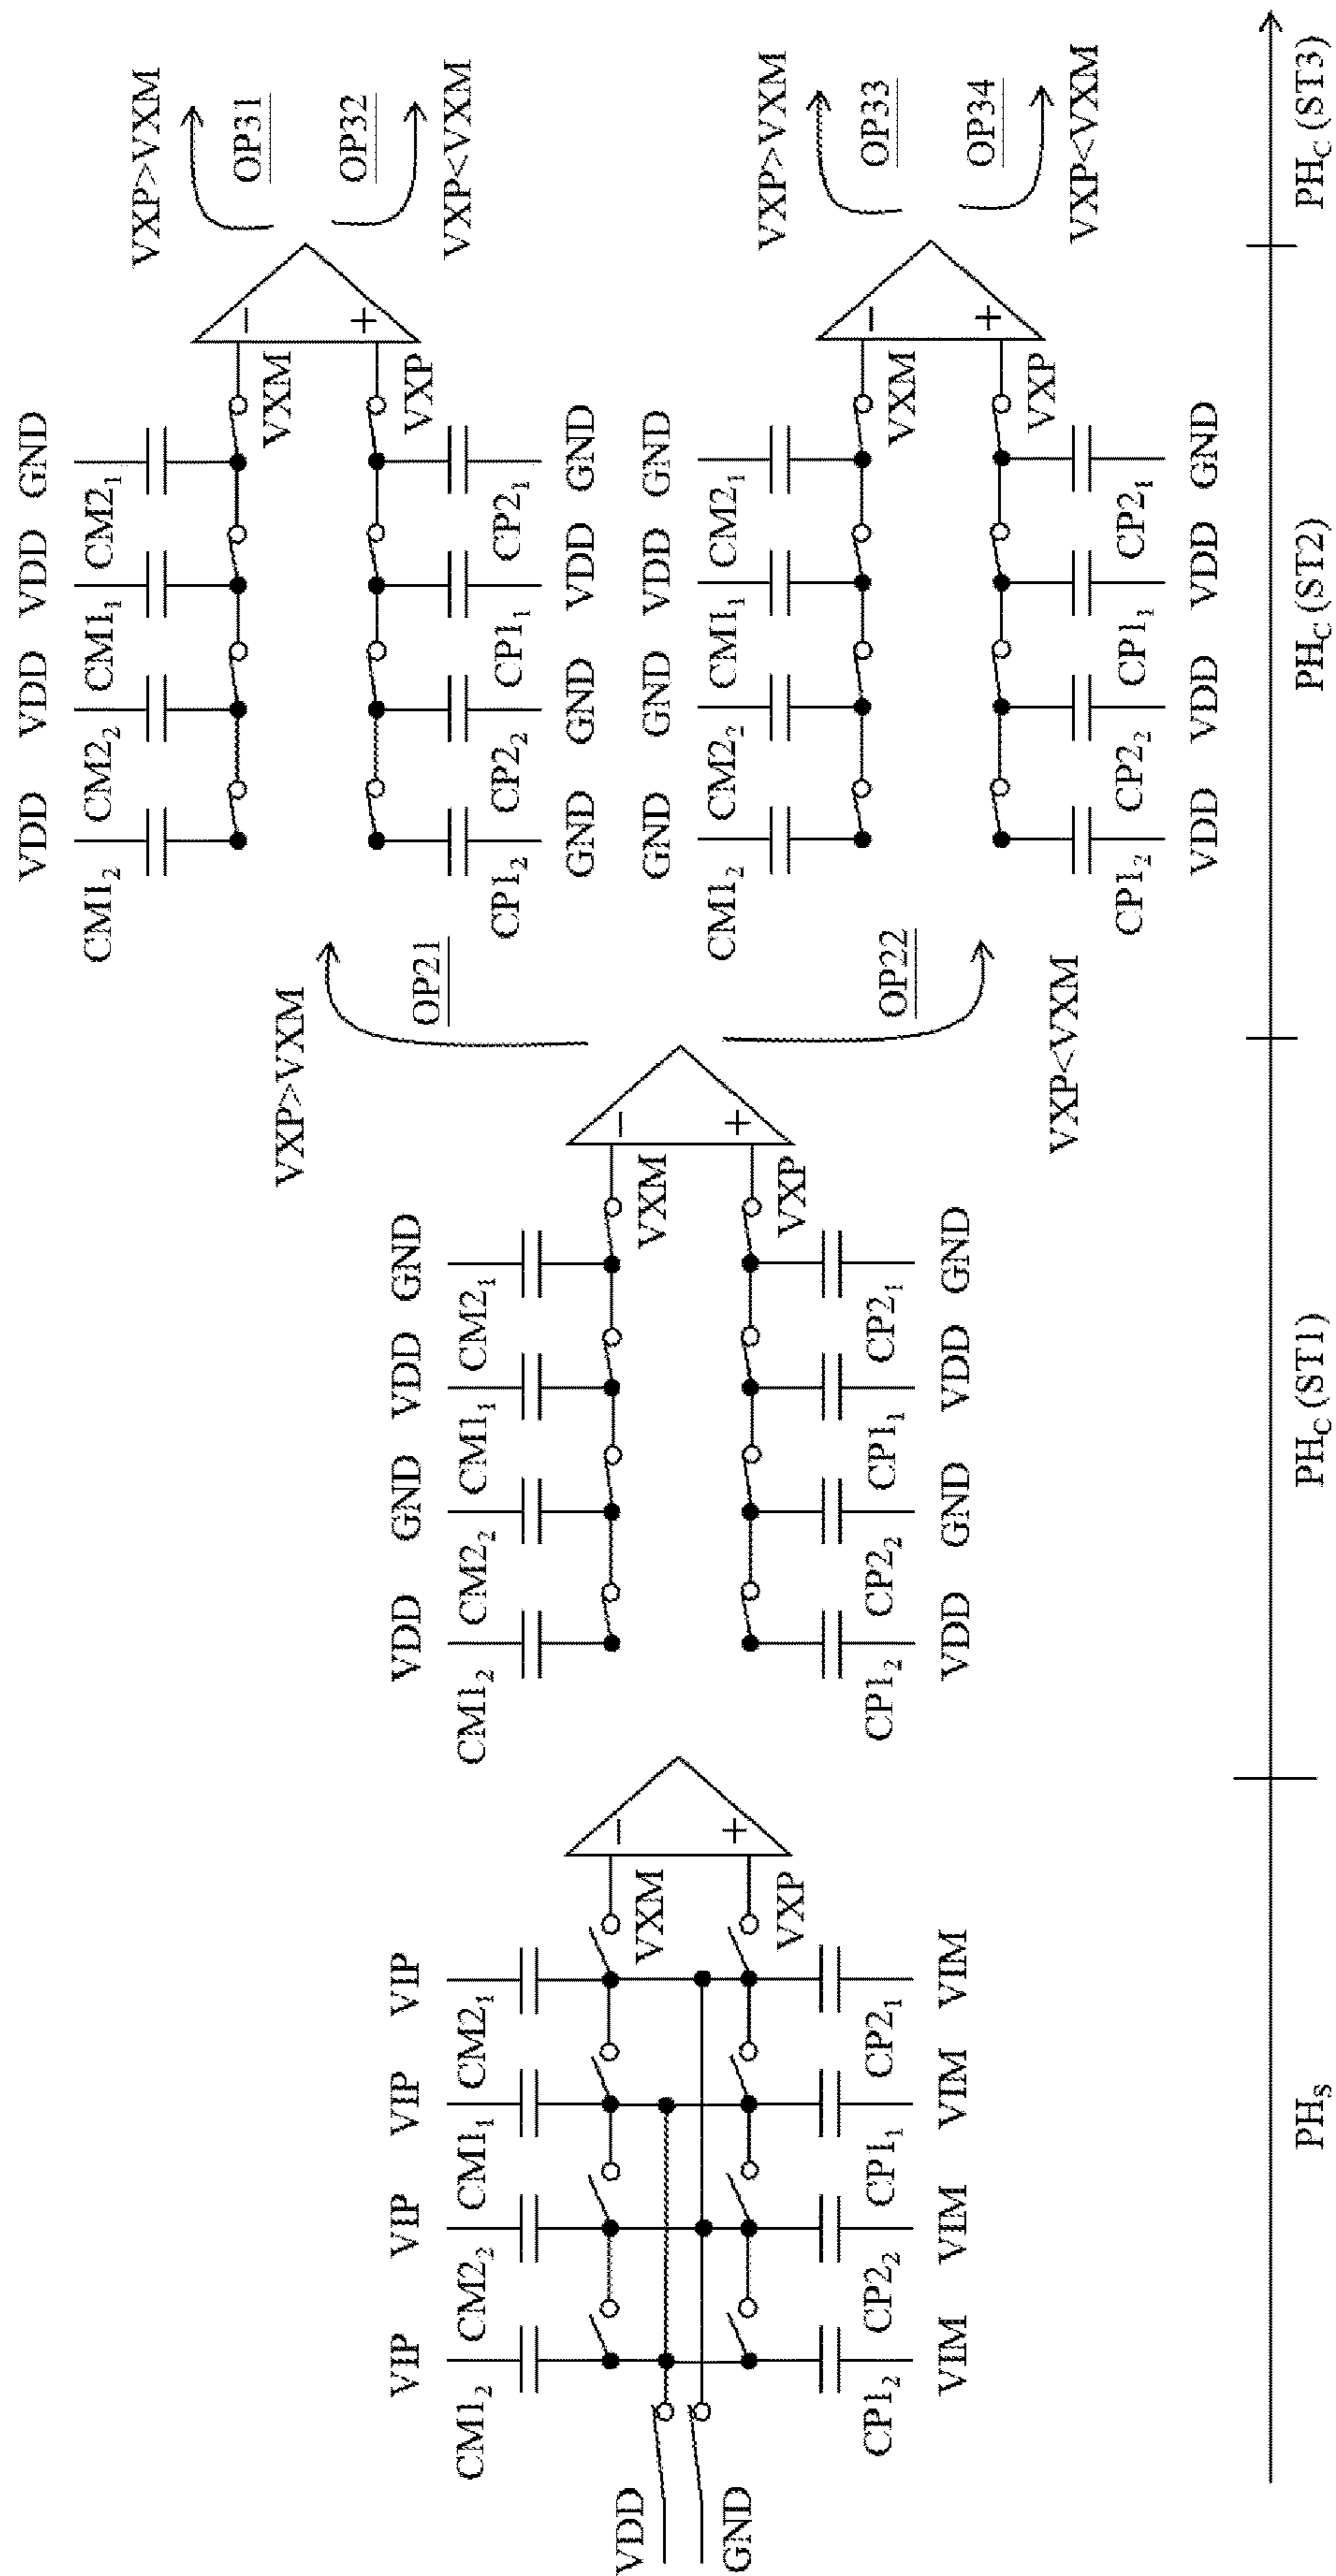 VIP VIP VIP VIP
CM1₂ CM2₂ CM1₁ CM2₁
VDD
GND
VXM
−
+
VXP
CP1₂ CP2₂ CP1₁ CP2₁
VIM VIM VIM VIM
VDD GND VDD GND
CM1₂ CM2₂ CM1₁ CM2₁
VXM
−
+
VXP
CP1₂ CP2₂ CP1₁ CP2₁
VDD GND VDD GND
VXP>VXM
OP21
OP22
VXP<VXM
VDD VDD VDD GND
CM1₂ CM2₂ CM1₁ CM2₁
VXM
−
+
VXP
CP1₂ CP2₂ CP1₁ CP2₁
GND GND VDD GND
VXP>VXM
OP31
OP32
VXP<VXM
GND GND VDD GND
CM1₂ CM2₂ CM1₁ CM2₁
VXM
−
+
VXP
CP1₂ CP2₂ CP1₁ CP2₁
VDD VDD VDD GND
VXP>VXM
OP33
OP34
VXP<VXM
PH_S PH_C (ST1) PH_C (ST2) PH_C (ST3)